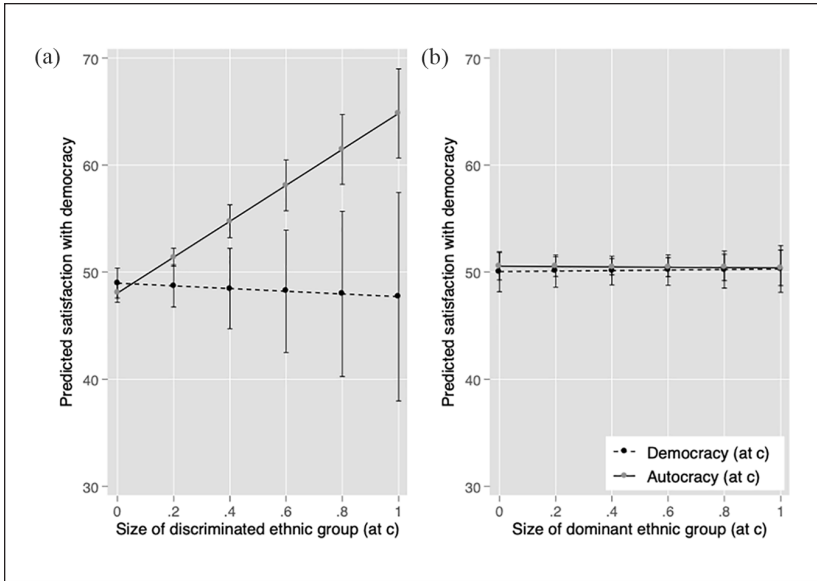 (a)
70
60
50
40
30
Predicted satisfaction with democracy
0 .2 .4 .6 .8 1
Size of discriminated ethnic group (at c)
(b)
70
60
50
40
30
Predicted satisfaction with democracy
Democracy (at c)
Autocracy (at c)
0 .2 .4 .6 .8 1
Size of dominant ethnic group (at c)